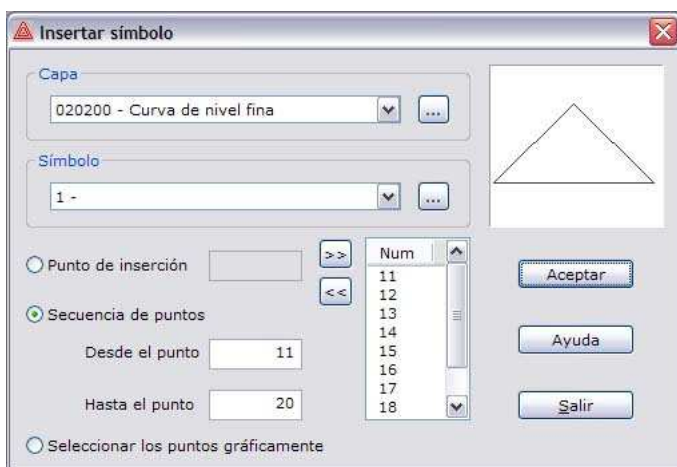 Insertar símbolo
Capa
020200 - Curva de nivel fina
...
Símbolo
1 -
...
Punto de inserción
>>
<<
Secuencia de puntos
Desde el punto 11
Hasta el punto 20
Seleccionar los puntos gráficamente
Num
11
12
13
14
15
16
17
18
Aceptar
Ayuda
Salir